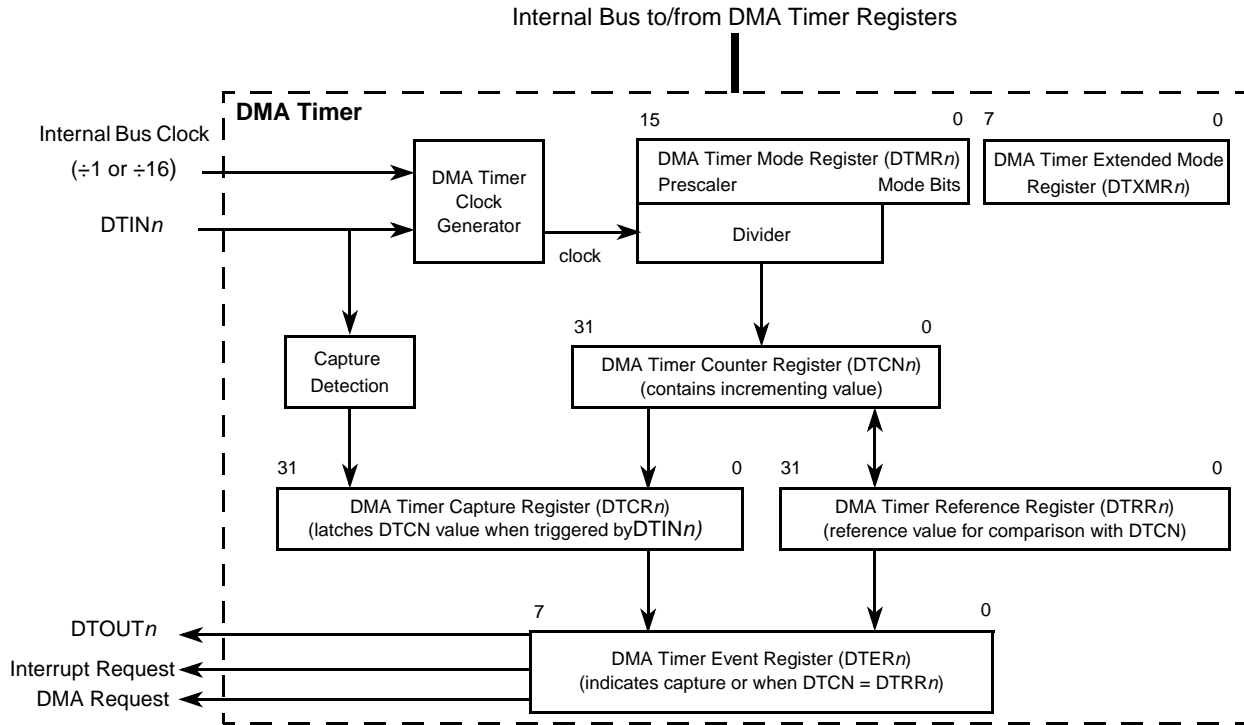 Internal Bus to/from DMA Timer Registers
DMA Timer
Internal Bus Clock
(÷1 or ÷16)
DTINn
DMA Timer
Clock
Generator
clock
15 0
DMA Timer Mode Register (DTMRn)
Prescaler Mode Bits
Divider
7 0
DMA Timer Extended Mode
Register (DTXMRn)
Capture
Detection
31 0
DMA Timer Counter Register (DTCNn)
(contains incrementing value)
31 0
DMA Timer Capture Register (DTCRn)
(latches DTCN value when triggered byDTINn)
31 0
DMA Timer Reference Register (DTRRn)
(reference value for comparison with DTCN)
7 0
DMA Timer Event Register (DTERn)
(indicates capture or when DTCN = DTRRn)
DTOUTn
Interrupt Request
DMA Request